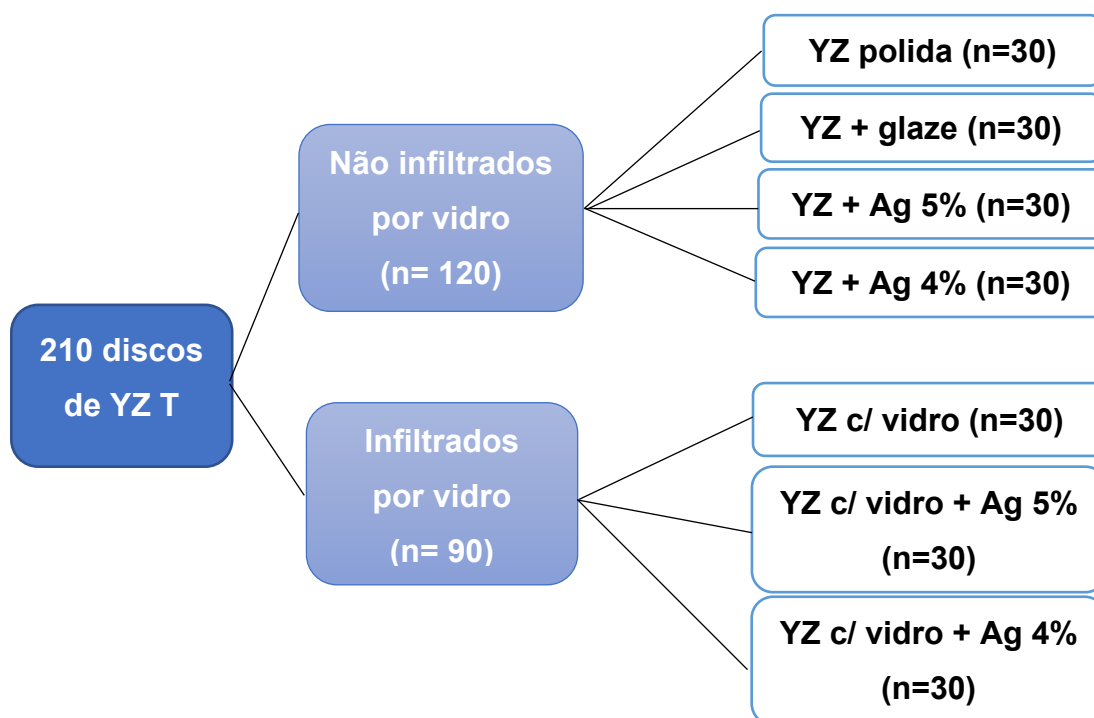 210 discos
de YZ T
Não infiltrados
por vidro
(n= 120)
YZ polida (n=30)
YZ + glaze (n=30)
YZ + Ag 5% (n=30)
YZ + Ag 4% (n=30)
Infiltrados
por vidro
(n= 90)
YZ c/ vidro (n=30)
YZ c/ vidro + Ag 5%
(n=30)
YZ c/ vidro + Ag 4%
(n=30)